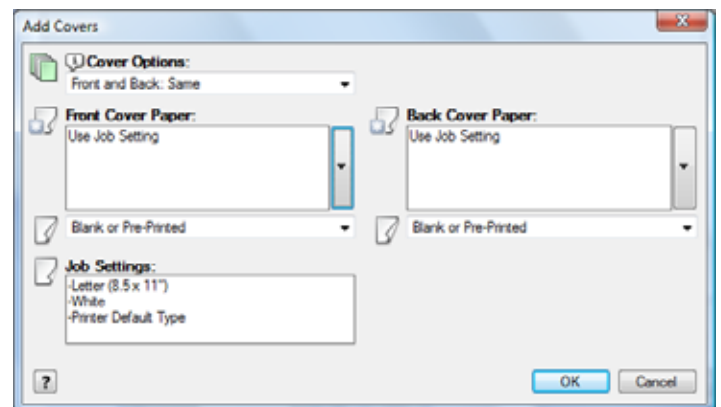 Add Covers
Cover Options:
Front and Back: Same
Front Cover Paper:
Back Cover Paper:
Use Job Setting
Use Job Setting
Blank or Pre-Printed
Blank or Pre-Printed
Job Settings:
-Letter (8.5 x 11")
-White
-Printer Default Type
?
OK
Cancel